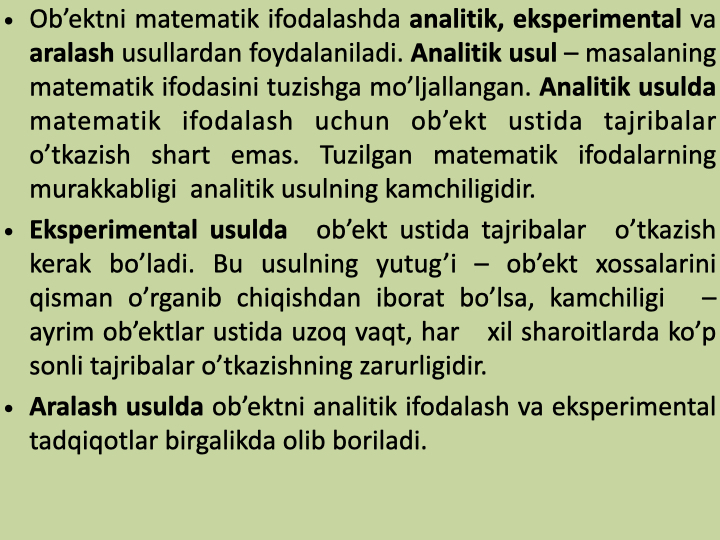 • Ob’ektni matematik ifodalashda analitik, eksperimental va
aralash usullardan foydalaniladi. Analitik usul – masalaning
matematik ifodasini tuzishga mo’ljallangan. Analitik usulda
matematik ifodalash uchun ob’ekt ustida tajribalar
o’tkazish shart emas. Tuzilgan matematik ifodalarning
murakkabligi analitik usulning kamchiligidir.
• Eksperimental usulda ob’ekt ustida tajribalar o’tkazish
kerak bo’ladi. Bu usulning yutug’i – ob’ekt xossalarini
qisman o’rganib chiqishdan iborat bo’lsa, kamchiligi –
ayrim ob’ektlar ustida uzoq vaqt, har xil sharoitlarda ko’p
sonli tajribalar o’tkazishning zarurligidir.
• Aralash usulda ob’ektni analitik ifodalash va eksperimental
tadqiqotlar birgalikda olib boriladi.